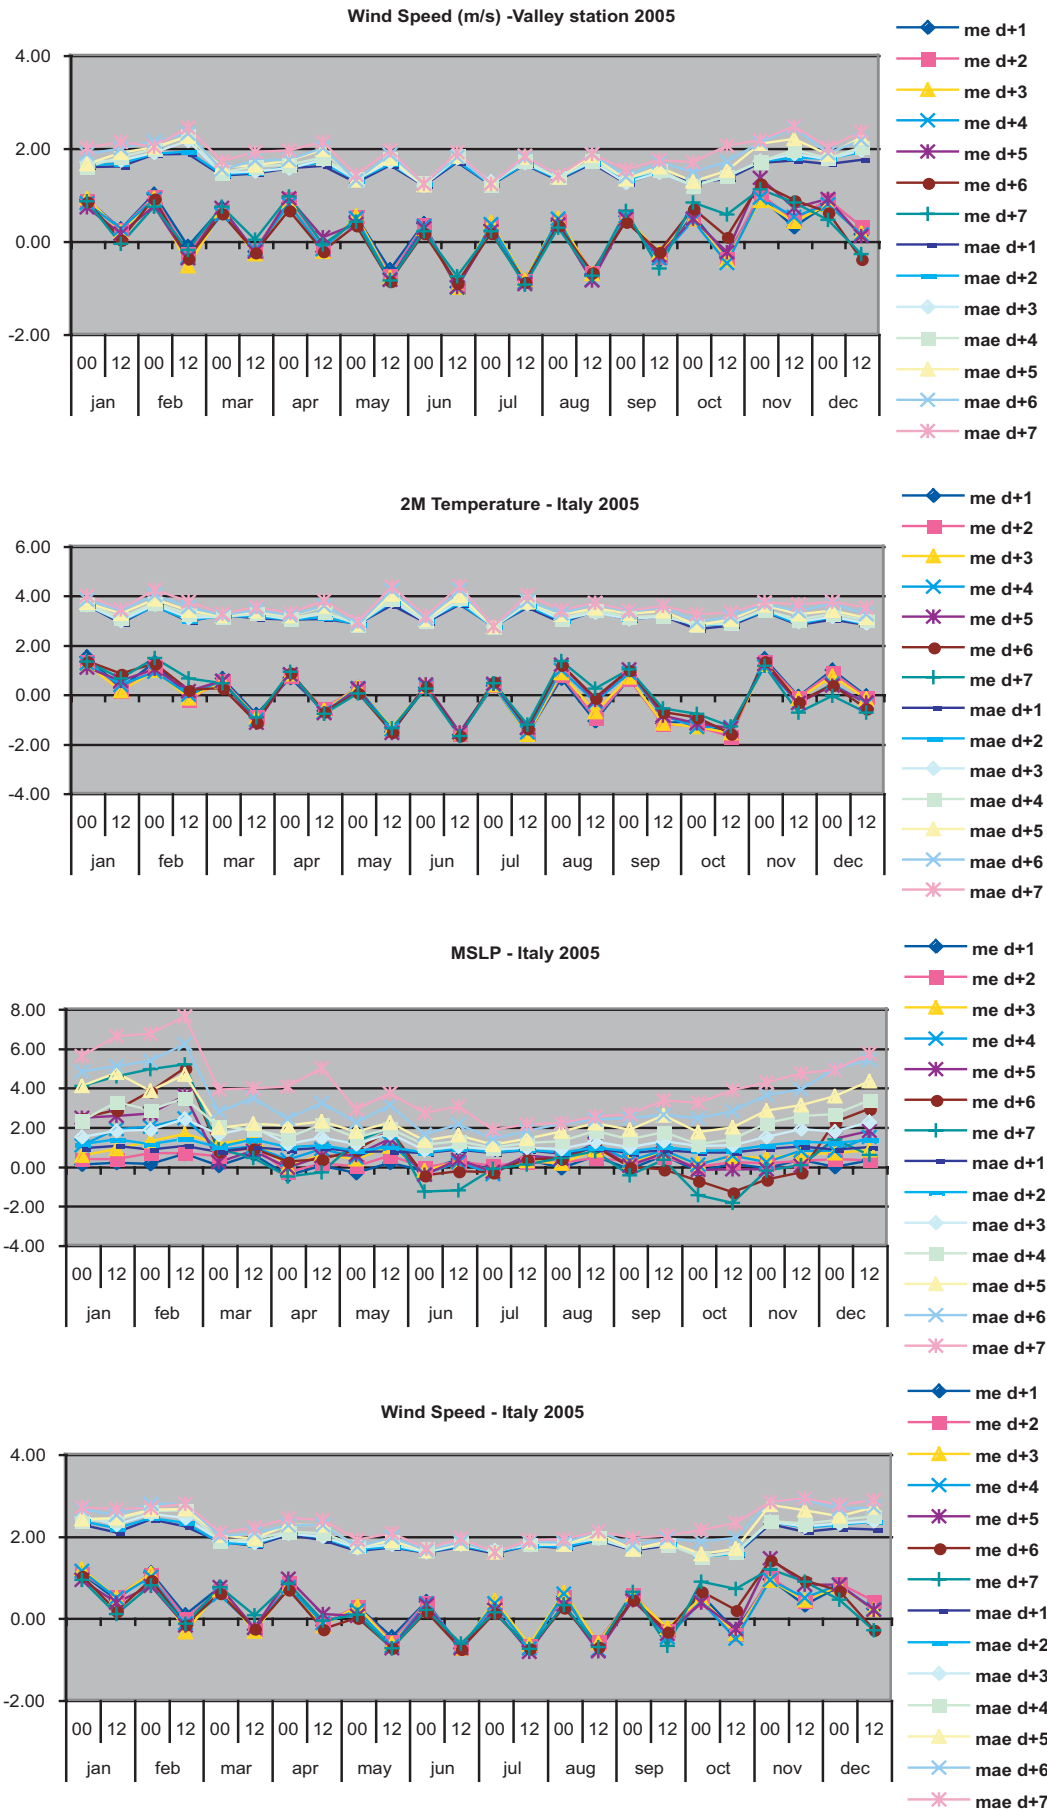 Wind Speed (m/s) -Valley station 2005
4.00
2.00
0.00
-2.00
00 12 00 12 00 12 00 12 00 12 00 12 00 12 00 12 00 12 00 12 00 12 00 12
jan feb mar apr may jun jul aug sep oct nov dec
me d+1
me d+2
me d+3
me d+4
me d+5
me d+6
me d+7
mae d+1
mae d+2
mae d+3
mae d+4
mae d+5
mae d+6
mae d+7
2M Temperature - Italy 2005
6.00
4.00
2.00
0.00
-2.00
-4.00
00 12 00 12 00 12 00 12 00 12 00 12 00 12 00 12 00 12 00 12 00 12 00 12
jan feb mar apr may jun jul aug sep oct nov dec
me d+1
me d+2
me d+3
me d+4
me d+5
me d+6
me d+7
mae d+1
mae d+2
mae d+3
mae d+4
mae d+5
mae d+6
mae d+7
MSLP - Italy 2005
8.00
6.00
4.00
2.00
0.00
-2.00
-4.00
00 12 00 12 00 12 00 12 00 12 00 12 00 12 00 12 00 12 00 12 00 12 00 12
jan feb mar apr may jun jul aug sep oct nov dec
me d+1
me d+2
me d+3
me d+4
me d+5
me d+6
me d+7
mae d+1
mae d+2
mae d+3
mae d+4
mae d+5
mae d+6
mae d+7
Wind Speed - Italy 2005
4.00
2.00
0.00
-2.00
00 12 00 12 00 12 00 12 00 12 00 12 00 12 00 12 00 12 00 12 00 12 00 12
jan feb mar apr may jun jul aug sep oct nov dec
me d+1
me d+2
me d+3
me d+4
me d+5
me d+6
me d+7
mae d+1
mae d+2
mae d+3
mae d+4
mae d+5
mae d+6
mae d+7